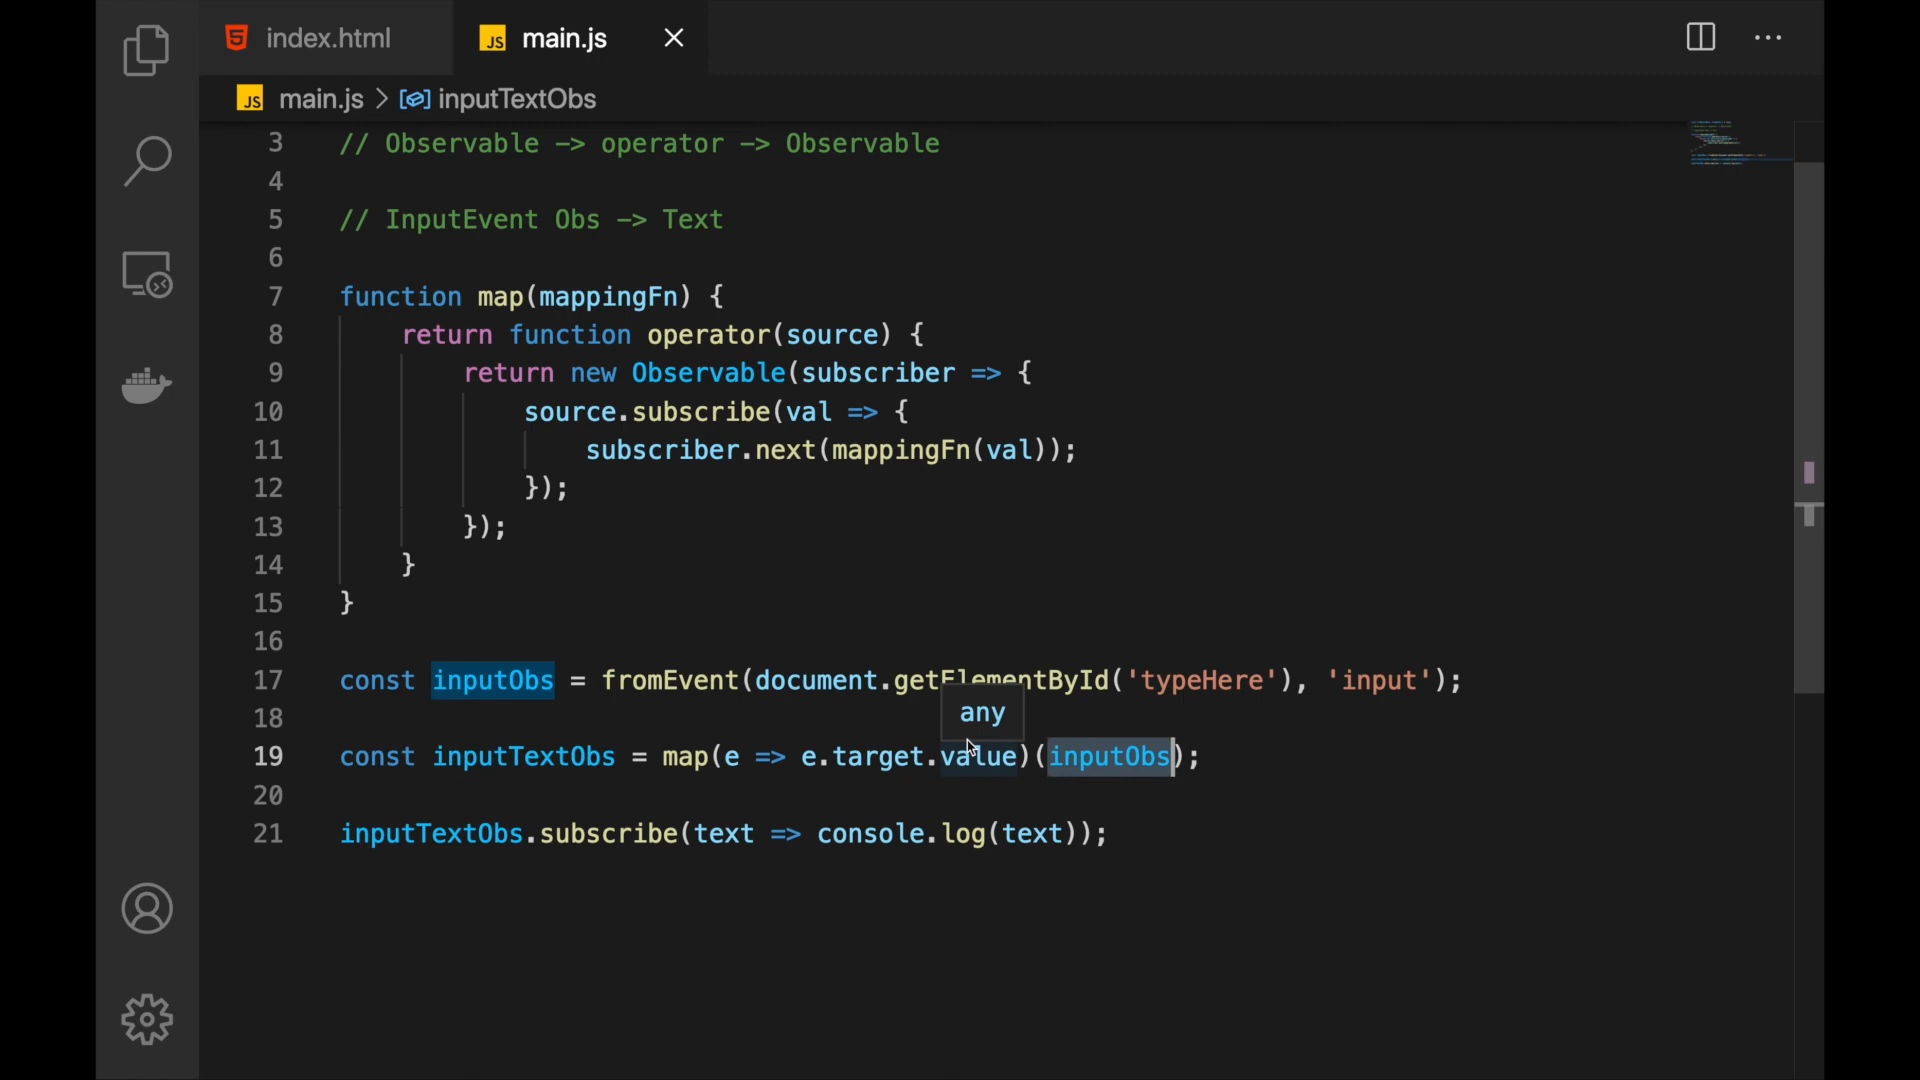 index.html
main.js
main.js > inputTextObs
3 // Observable -> operator -> Observable
4
5 // InputEvent Obs -> Text
6
7 function map(mappingFn) {
8 return function operator(source) {
9 return new Observable(subscriber => {
10 source.subscribe(val => {
11 subscriber.next(mappingFn(val));
12 });
13 });
14 }
15 }
16
17 const inputObs = fromEvent(document.getElementById('typeHere'), 'input');
18
any
19 const inputTextObs = map(e => e.target.value)(inputObs);
20
21 inputTextObs.subscribe(text => console.log(text));